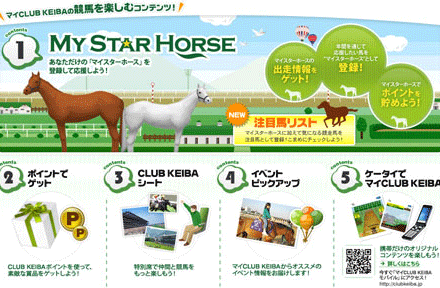 マイCLUB KEIBAの競馬を楽しむコンテンツ!
contents
1
MY STAR HORSE
あなただけの「マイスターホース」を
登録して応援しよう!
マイスターホースの
出走情報を
ゲット!
年間を通じて
応援したい馬を
"マイスターホース"として
登録!
マイスターホースで
ポイントを
貯めよう!
NEW
注目馬リスト
マイスターホースに加えて気になる競走馬を
注目馬として登録!こまめにチェックしよう!
contents
2
ポイントで
ゲット
CLUB KEIBAポイントを使って、
素敵な賞品をゲットしよう!
contents
3
CLUB KEIBA
シート
特別席で仲間と競馬を
もっと楽しもう!
contents
4
イベント
ピックアップ
マイCLUB KEIBAからオススメの
イベント情報をお届けします!
contents
5
ケータイで
マイCLUB KEIBA
携帯だけのオリジナル
コンテンツを楽しもう!
詳しくはこちら
今すぐ「マイCLUB KEIBA
モバイル」にアクセス!
http://clubkeiba.jp